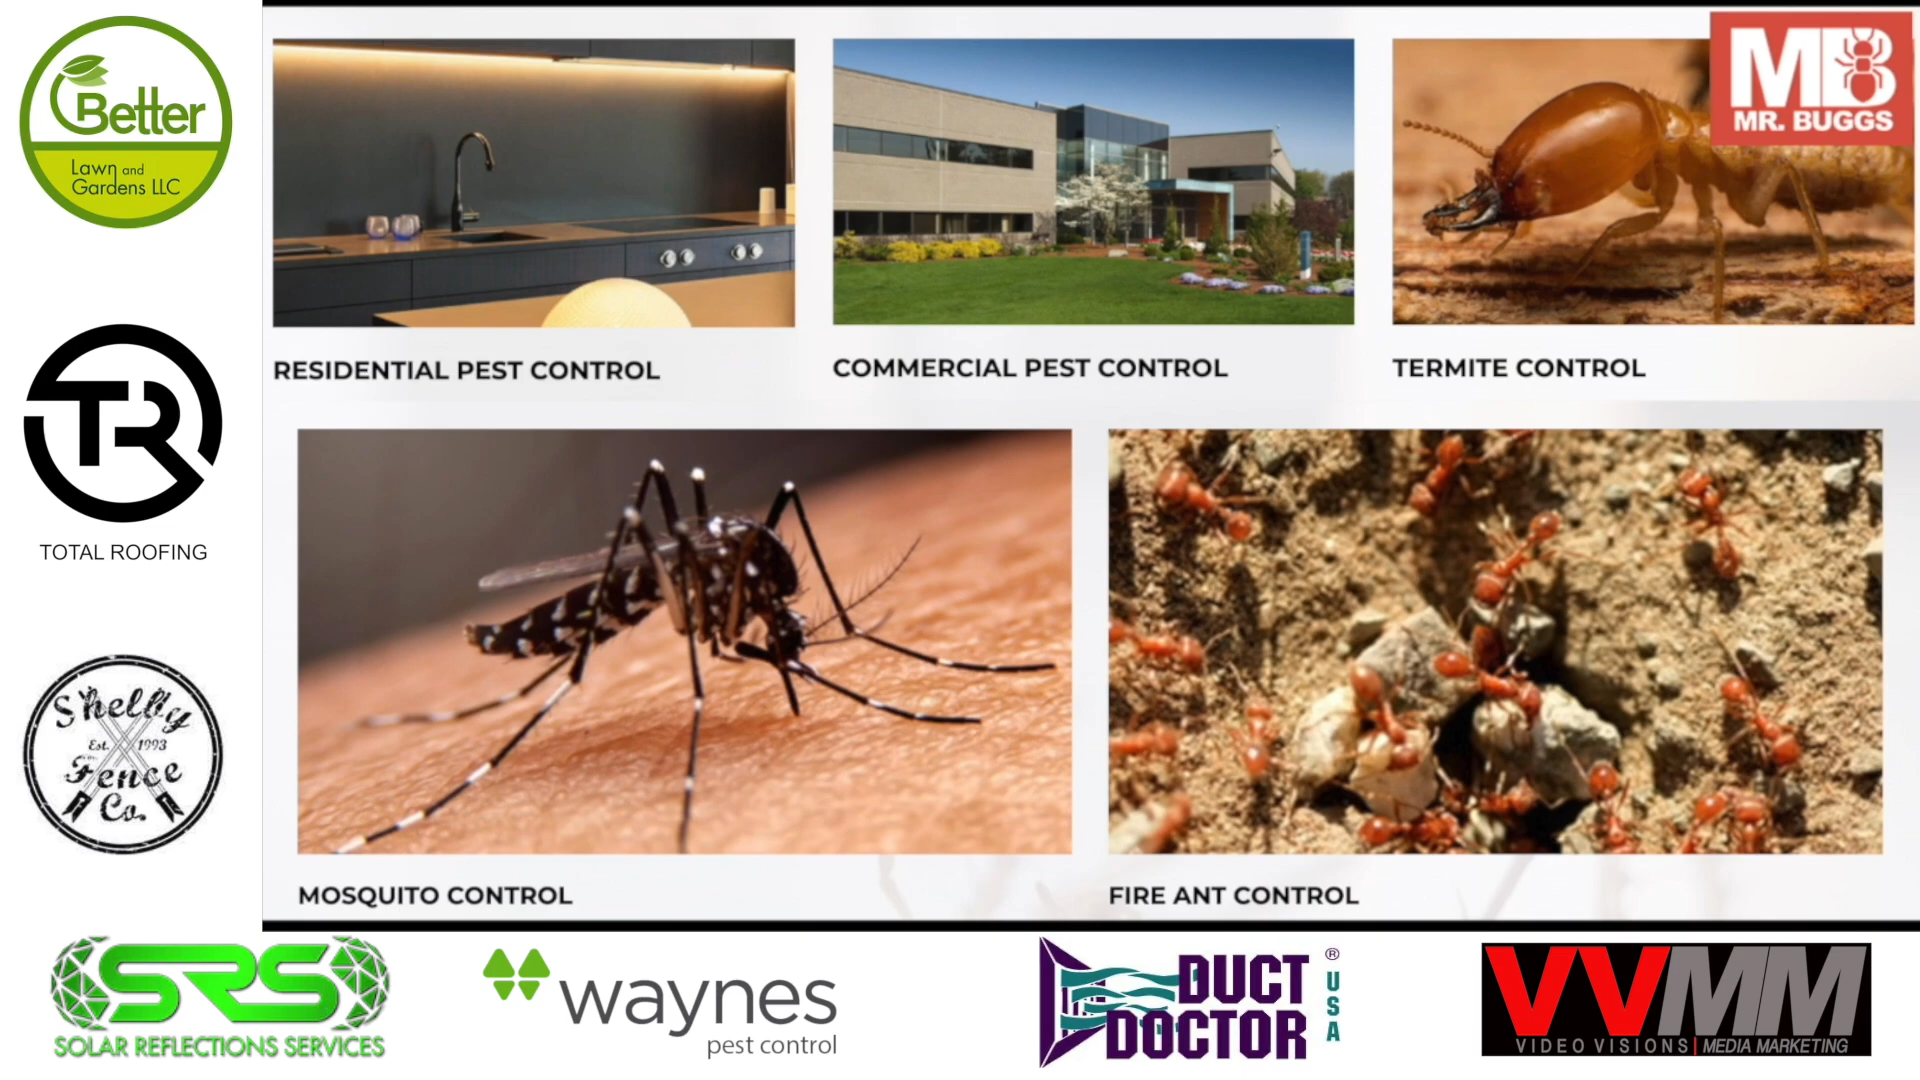 Better
Lawn and
Gardens LLC
MB
MR. BUGGS
RESIDENTIAL PEST CONTROL
COMMERCIAL PEST CONTROL
TERMITE CONTROL
TR
TOTAL ROOFING
Shelby
Est. 1993
Fence
Co.
MOSQUITO CONTROL
FIRE ANT CONTROL
SRS
SOLAR REFLECTIONS SERVICES
waynes
pest control
DUCT
DOCTOR
® USA
VVMM
VIDEO VISIONS | MEDIA MARKETING